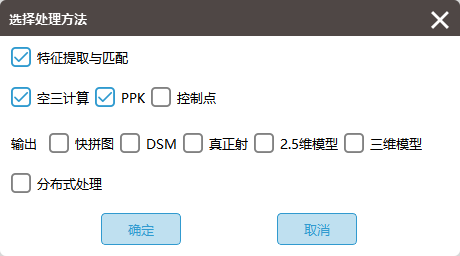 选择处理方法
特征提取与匹配
空三计算 PPK 控制点
输出 快拼图 DSM 真正射 2.5维模型 三维模型
分布式处理
确定 取消